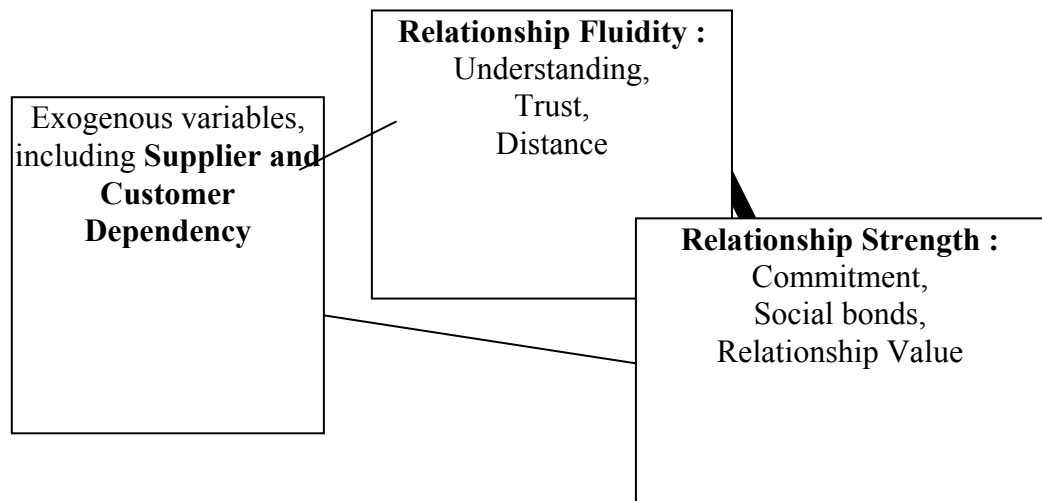 Relationship Fluidity :
Understanding,
Trust,
Distance
Exogenous variables,
including Supplier and
Customer
Dependency
Relationship Strength :
Commitment,
Social bonds,
Relationship Value